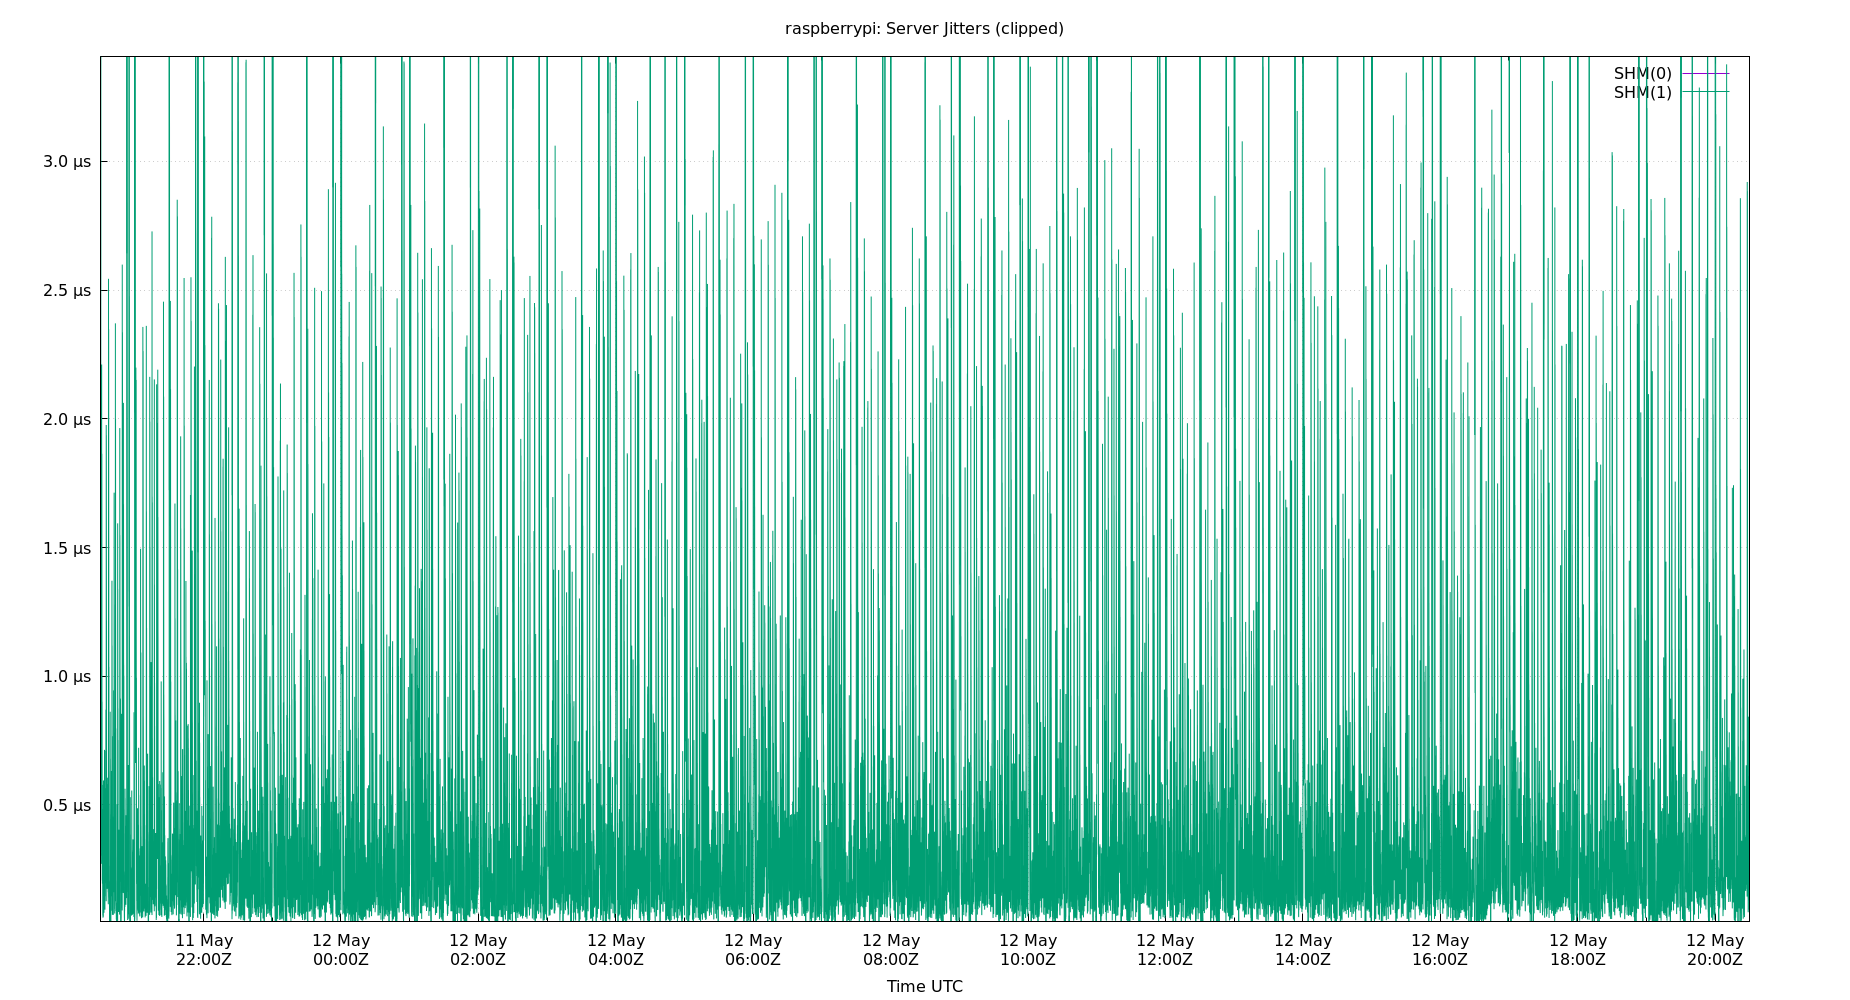 raspberrypi: Server Jitters (clipped)
SHM(0)
SHM(1)
3.0 µs
2.5 µs
2.0 µs
1.5 µs
1.0 µs
0.5 µs
11 May 12 May 12 May 12 May 12 May 12 May 12 May 12 May 12 May 12 May 12 May 12 May
22:00Z 00:00Z 02:00Z 04:00Z 06:00Z 08:00Z 10:00Z 12:00Z 14:00Z 16:00Z 18:00Z 20:00Z
Time UTC